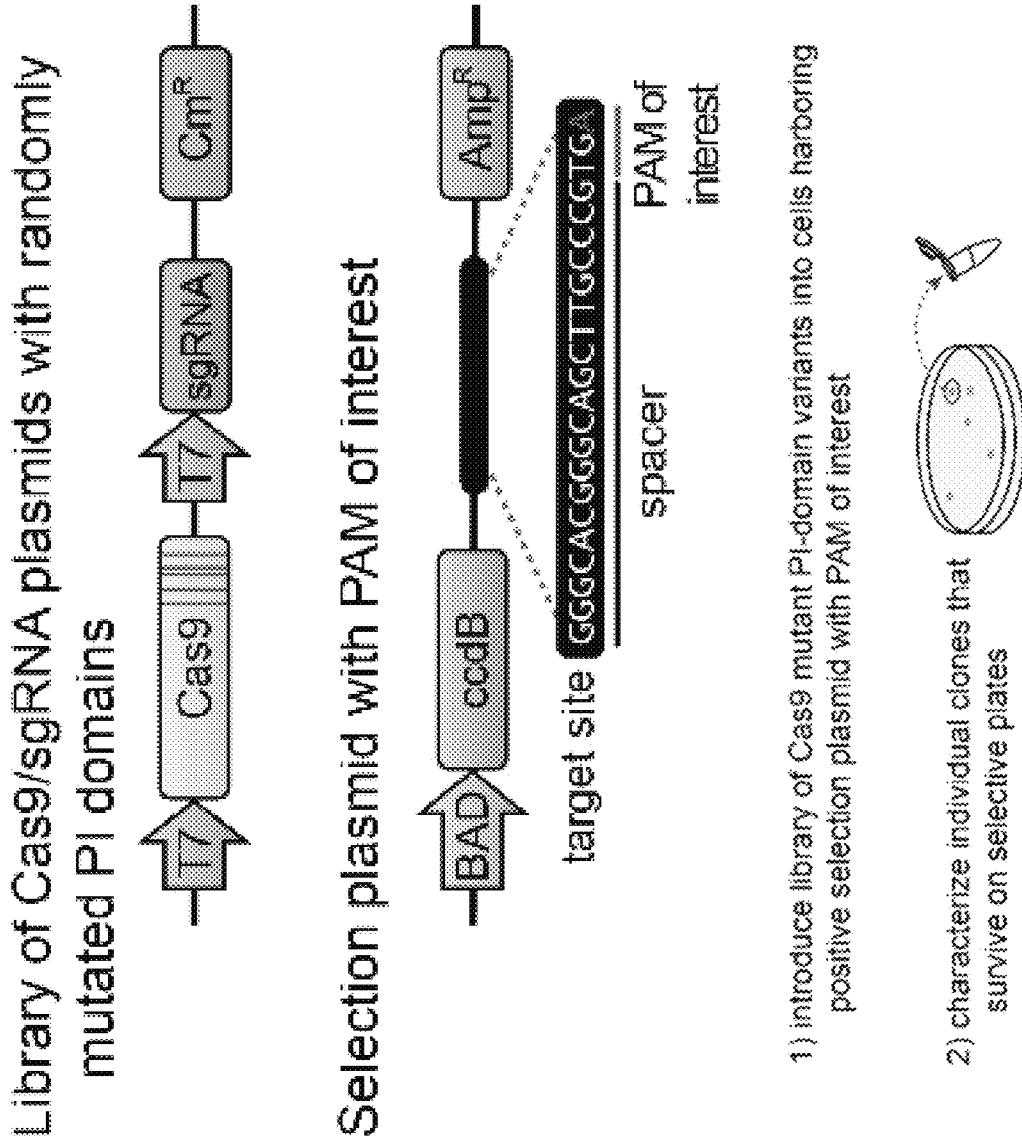 Library of Cas9/sgRNA plasmids with randomly
mutated PI domains
T7
Cas9
T7
sgRNA
Cm^R
Selection plasmid with PAM of interest
BAD
ccdB
Amp^R
target site
GGGCACGGGCAGCTTGCCGGTGA
spacer
PAM of
interest
1) introduce library of Cas9 mutant PI-domain variants into cells harboring
positive selection plasmid with PAM of interest
2) characterize individual clones that
survive on selective plates